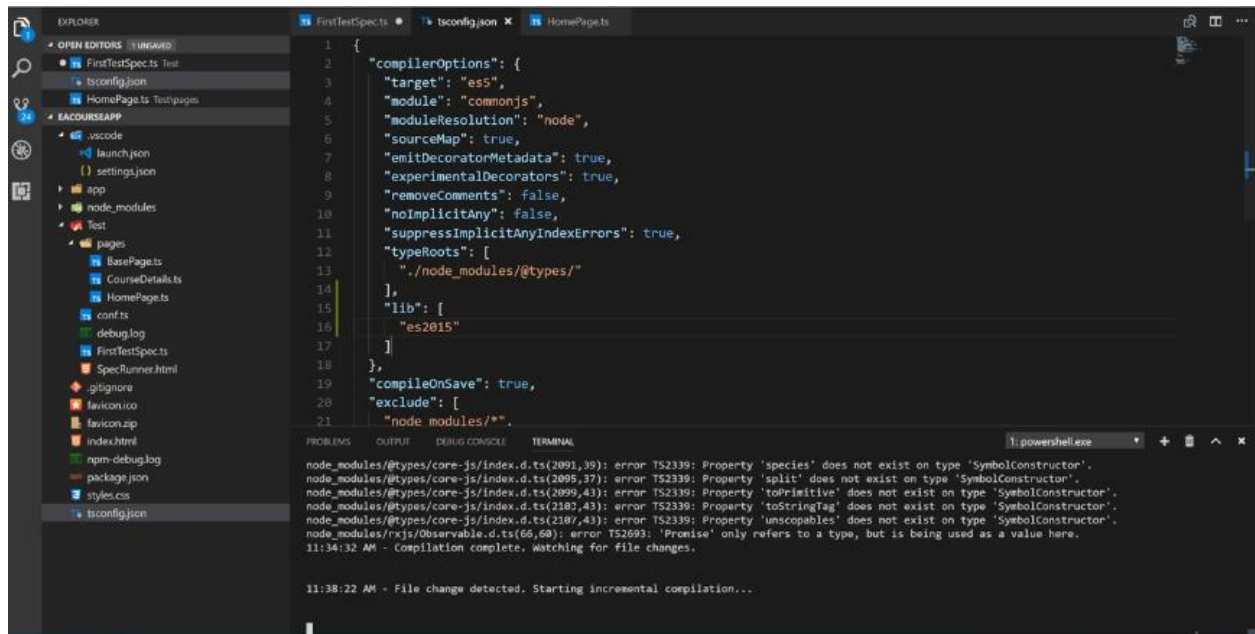 EXPLORER
OPEN EDITORS 1 UNSAVED
FirstTestSpec.ts Test
tsconfig.json
HomePage.ts Test\pages
24
EACOURSEAPP
.vscode
launch.json
{} settings.json
app
node_modules
Test
pages
BasePage.ts
CourseDetails.ts
HomePage.ts
conf.ts
debug.log
FirstTestSpec.ts
SpecRunner.html
.gitignore
favicon.ico
favicon.zip
index.html
npm-debug.log
package.json
styles.css
tsconfig.json
FirstTestSpec.ts tsconfig.json HomePage.ts
1 {
2 "compilerOptions": {
3 "target": "es5",
4 "module": "commonjs",
5 "moduleResolution": "node",
6 "sourceMap": true,
7 "emitDecoratorMetadata": true,
8 "experimentalDecorators": true,
9 "removeComments": false,
10 "noImplicitAny": false,
11 "suppressImplicitAnyIndexErrors": true,
12 "typeRoots": [
13 "./node_modules/@types/"
14 ],
15 "lib": [
16 "es2015"
17 ]
18 },
19 "compileOnSave": true,
20 "exclude": [
21 "node_modules/*",
PROBLEMS OUTPUT DEBUG CONSOLE TERMINAL 1: powershell.exe
node_modules/@types/core-js/index.d.ts(2091,39): error TS2339: Property 'species' does not exist on type 'SymbolConstructor'.
node_modules/@types/core-js/index.d.ts(2095,37): error TS2339: Property 'split' does not exist on type 'SymbolConstructor'.
node_modules/@types/core-js/index.d.ts(2099,43): error TS2339: Property 'toPrimitive' does not exist on type 'SymbolConstructor'.
node_modules/@types/core-js/index.d.ts(2103,43): error TS2339: Property 'toStringTag' does not exist on type 'SymbolConstructor'.
node_modules/@types/core-js/index.d.ts(2107,43): error TS2339: Property 'unscopables' does not exist on type 'SymbolConstructor'.
node_modules/rxjs/Observable.d.ts(66,60): error TS2693: 'Promise' only refers to a type, but is being used as a value here.
11:34:32 AM - Compilation complete. Watching for file changes.
11:38:22 AM - File change detected. Starting incremental compilation...